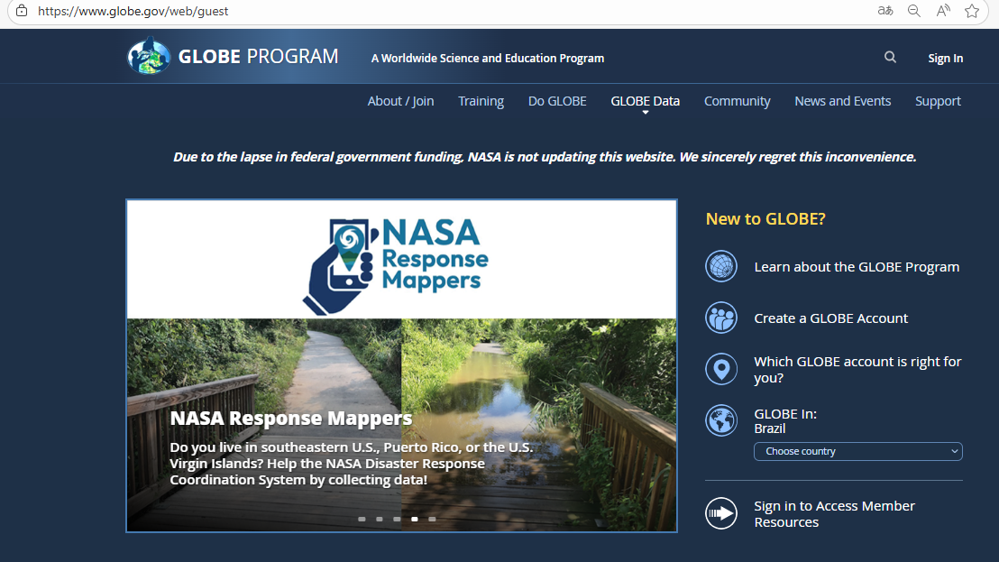 https://www.globe.gov/web/guest
GLOBE PROGRAM
A Worldwide Science and Education Program
Sign In
About / Join
Training
Do GLOBE
GLOBE Data
Community
News and Events
Support
Due to the lapse in federal government funding, NASA is not updating this website. We sincerely regret this inconvenience.
NASA
Response
Mappers
NASA Response Mappers
Do you live in southeastern U.S., Puerto Rico, or the U.S.
Virgin Islands? Help the NASA Disaster Response
Coordination System by collecting data!
New to GLOBE?
Learn about the GLOBE Program
Create a GLOBE Account
Which GLOBE account is right for
you?
GLOBE In:
Brazil
Choose country
Sign in to Access Member
Resources